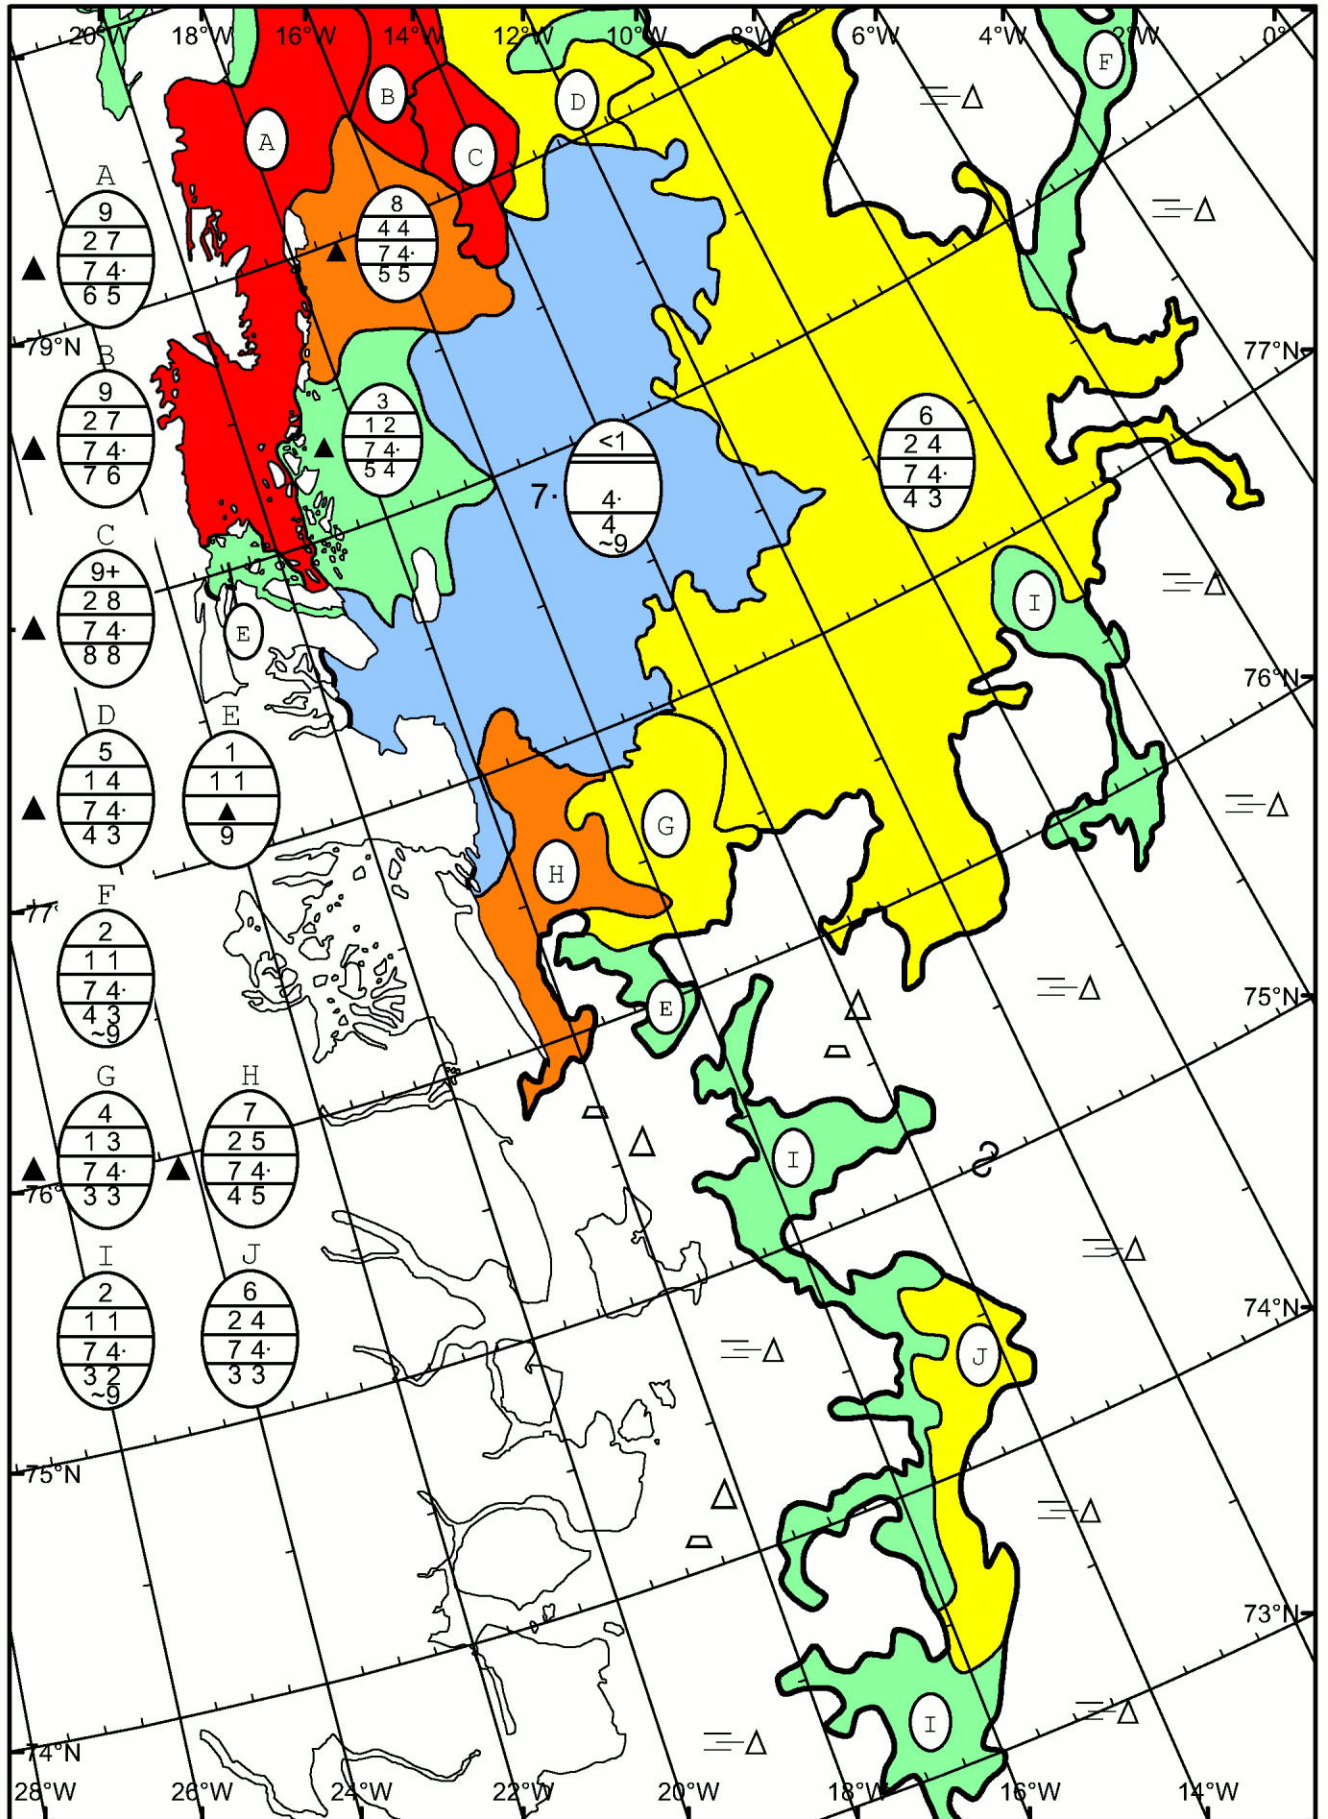 20°W 18°W 16°W 14°W 12°W 10°W 8°W 6°W 4°W 2°W 0°
F
B
D
A
C
A
9
2 7
7 4·
6 5
8
4 4
7 4·
5 5
79°N
77°N
B
9
2 7
7 4·
7 6
3
1 2
7 4·
5 4
<1
7·
4·
4
~9
6
2 4
7 4·
4 3
C
9+
2 8
7 4·
8 8
E
I
76°N
D
5
1 4
7 4·
4 3
E
1
1 1
▲
9
G
H
F
2
1 1
7 4·
4 3
~9
77°
E
75°N
G
4
1 3
7 4·
3 3
H
7
2 5
7 4·
4 5
76°
I
I
2
1 1
7 4·
3 2
~9
J
6
2 4
7 4·
3 3
74°N
J
75°N
73°N
I
74°N
28°W 26°W 24°W 22°W 20°W 18°W 16°W 14°W